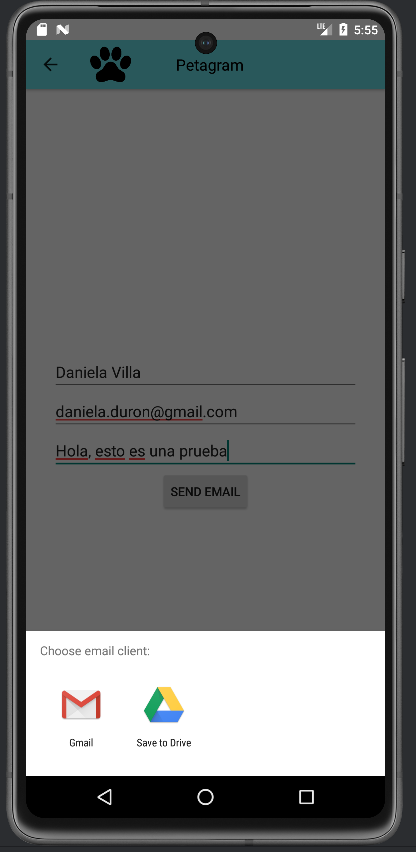 LTE 5:55
Petagram
Daniela Villa
daniela.duron@gmail.com
Hola, esto es una prueba
SEND EMAIL
Choose email client:
Gmail
Save to Drive